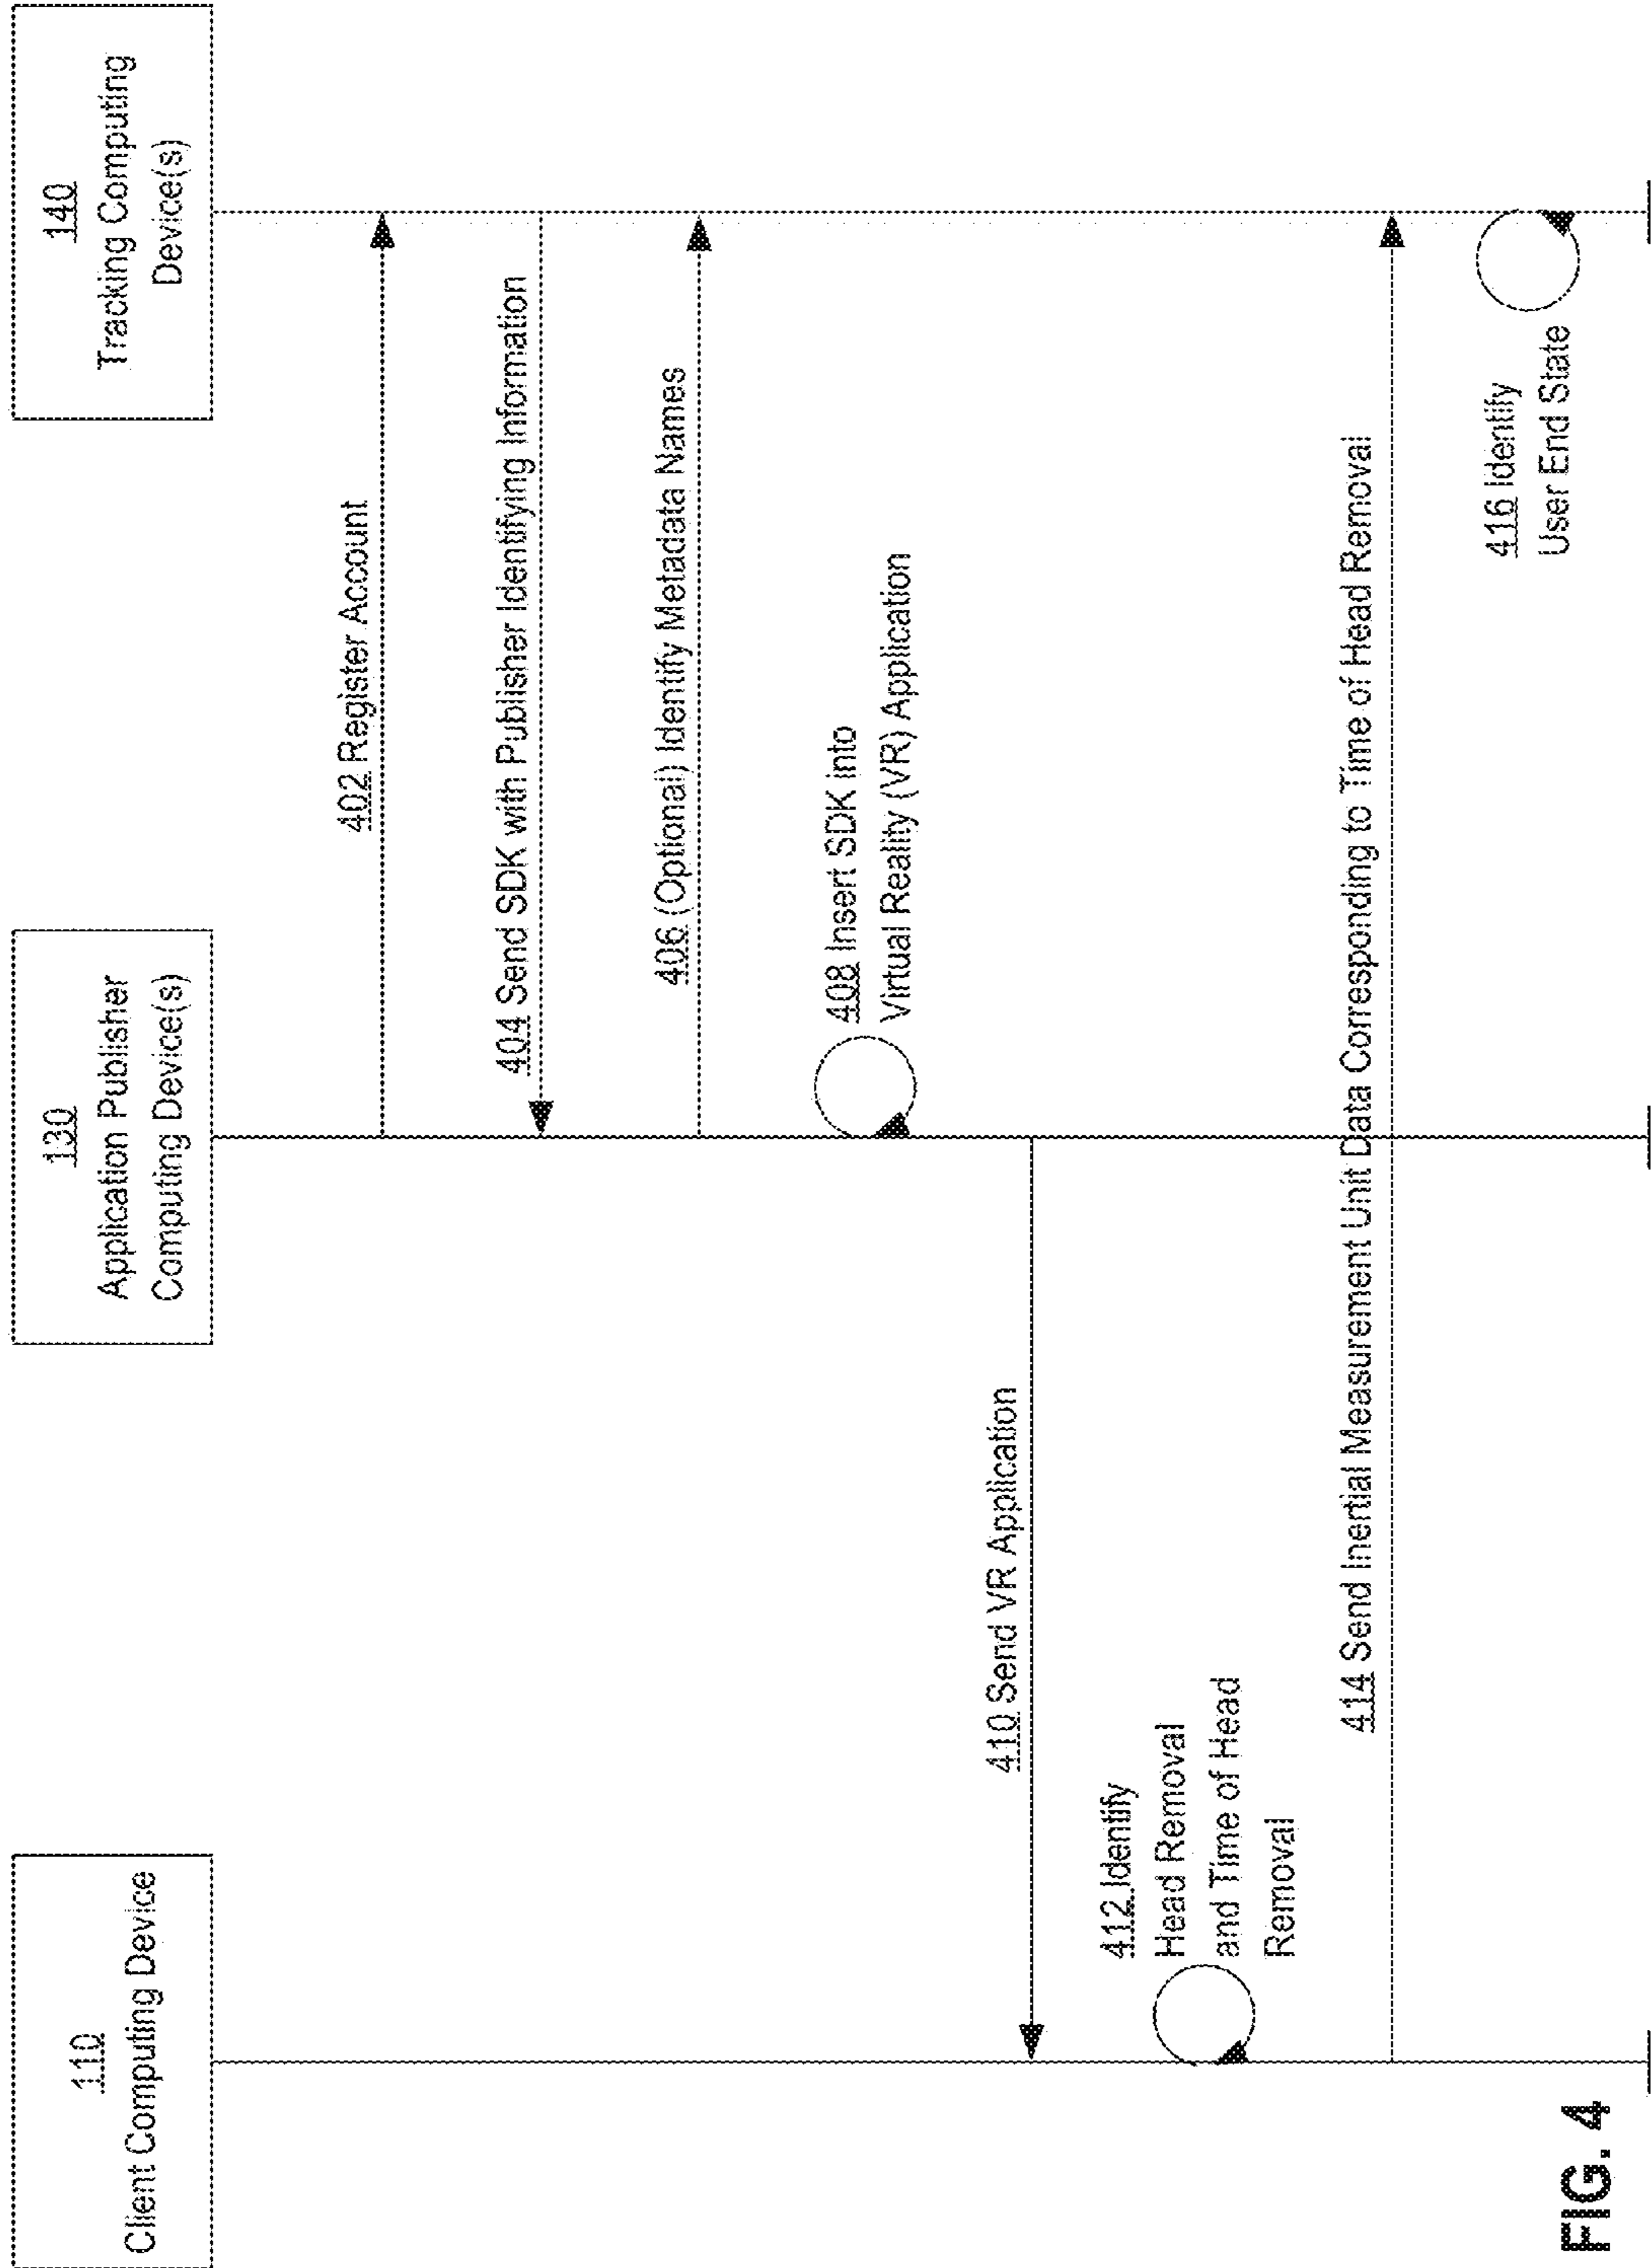 110
Client Computing Device
130
Application Publisher
Computing Device(s)
140
Tracking Computing
Device(s)
402 Register Account
404 Send SDK with Publisher Identifying Information
406 (Optional) Identify Metadata Names
408 Insert SDK into
Virtual Reality (VR) Application
410 Send VR Application
412 Identify
Head Removal
and Time of Head
Removal
414 Send Inertial Measurement Unit Data Corresponding to Time of Head Removal
416 Identify
User End State
FIG. 4